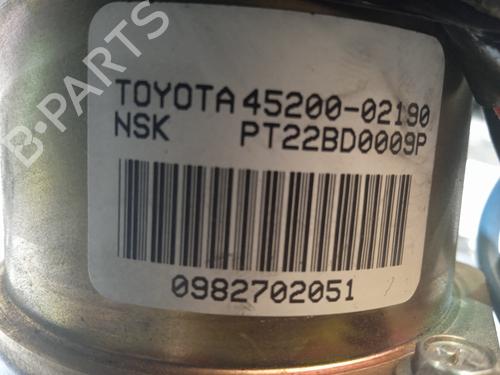 B-PARTS
TOYOTA 45200-02190
NSK PT22BD0009P
0982702051